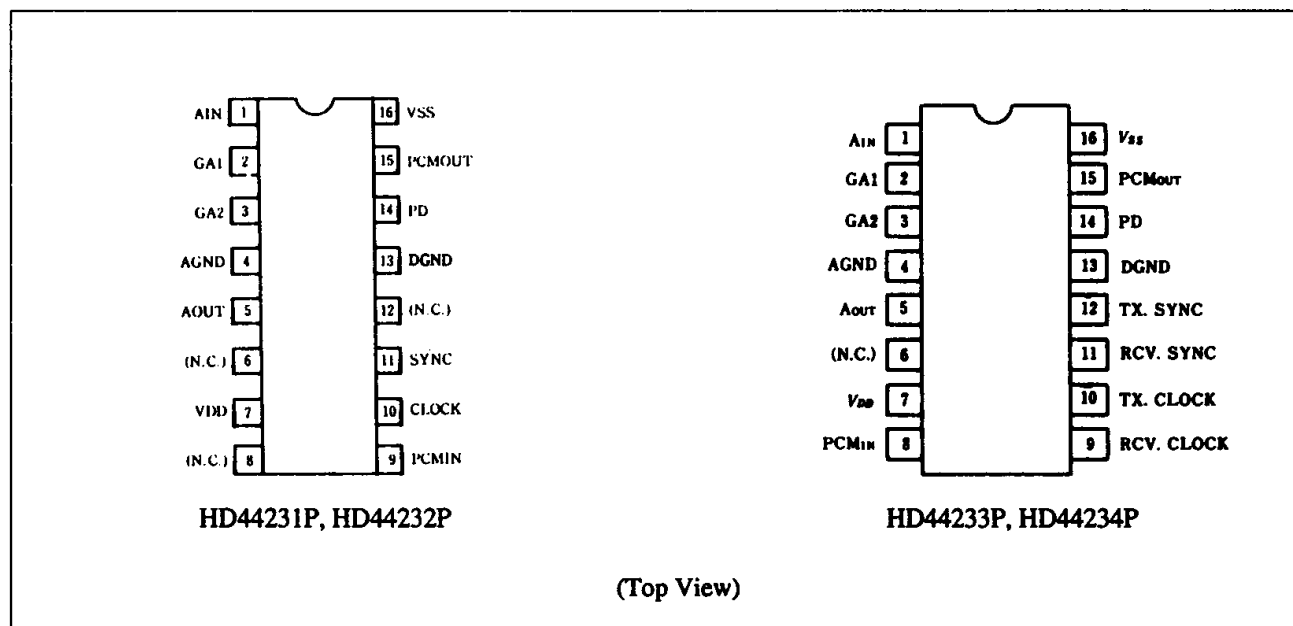 AIN 1 16 VSS
GA1 2 15 PCMOUT
GA2 3 14 PD
AGND 4 13 DGND
AOUT 5 12 (N.C.)
(N.C.) 6 11 SYNC
VDD 7 10 CLOCK
(N.C.) 8 9 PCMIN
HD44231P, HD44232P
AIN 1 16 VSS
GA1 2 15 PCMOUT
GA2 3 14 PD
AGND 4 13 DGND
AOUT 5 12 TX. SYNC
(N.C.) 6 11 RCV. SYNC
VDD 7 10 TX. CLOCK
PCMIN 8 9 RCV. CLOCK
HD44233P, HD44234P
(Top View)